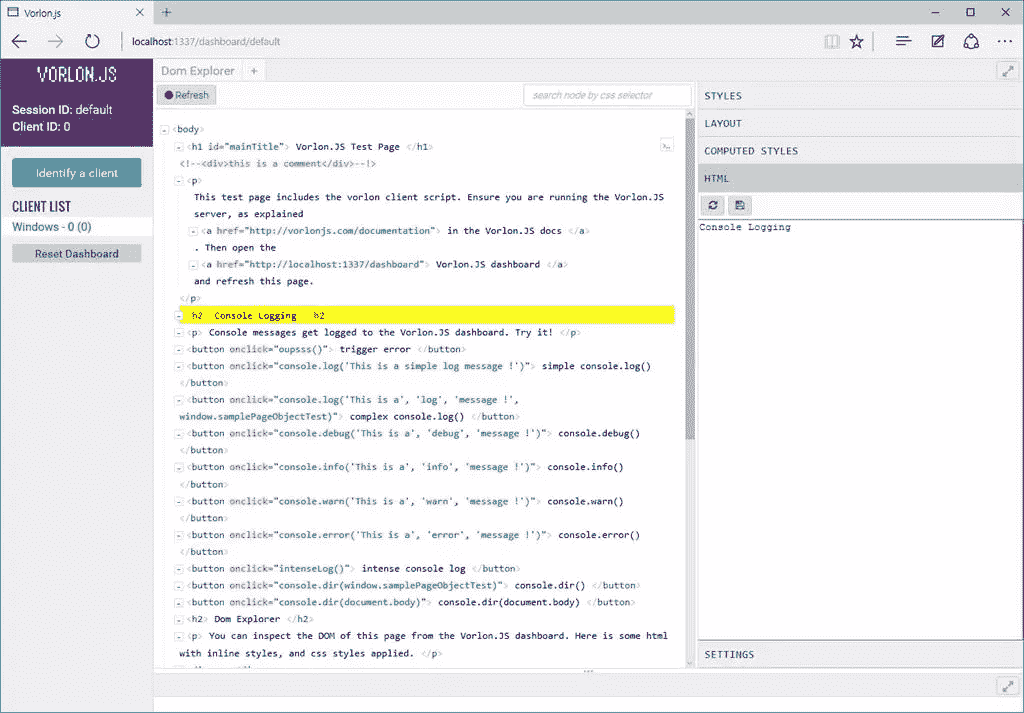 Vorlon.js
localhost:1337/dashboard/default
VORLON.JS
Session ID: default
Client ID: 0
Identify a client
CLIENT LIST
Windows - 0 (0)
Reset Dashboard
Dom Explorer +
Refresh
search node by css selector
<body>
<h1 id="mainTitle"> Vorlon.JS Test Page </h1>
<!--<div>this is a comment</div>--!>
<p>
This test page includes the vorlon client script. Ensure you are running the Vorlon.JS
server, as explained
<a href="http://vorlonjs.com/documentation"> in the Vorlon.JS docs </a>
. Then open the
<a href="http://localhost:1337/dashboard"> Vorlon.JS dashboard </a>
and refresh this page.
</p>
h2 Console Logging h2
<p> Console messages get logged to the Vorlon.JS dashboard. Try it! </p>
<button onclick="oupsss()"> trigger error </button>
<button onclick="console.log('This is a simple log message !')"> simple console.log()
</button>
<button onclick="console.log('This is a', 'log', 'message !',
window.samplePageObjectTest)"> complex console.log() </button>
<button onclick="console.debug('This is a', 'debug', 'message !')"> console.debug()
</button>
<button onclick="console.info('This is a', 'info', 'message !')"> console.info()
</button>
<button onclick="console.warn('This is a', 'warn', 'message !')"> console.warn()
</button>
<button onclick="console.error('This is a', 'error', 'message !')"> console.error()
</button>
<button onclick="intenseLog()"> intense console log </button>
<button onclick="console.dir(window.samplePageObjectTest)"> console.dir() </button>
<button onclick="console.dir(document.body)"> console.dir(document.body) </button>
<h2> Dom Explorer </h2>
<p> You can inspect the DOM of this page from the Vorlon.JS dashboard. Here is some html
with inline styles, and css styles applied. </p>
STYLES
LAYOUT
COMPUTED STYLES
HTML
Console Logging
SETTINGS